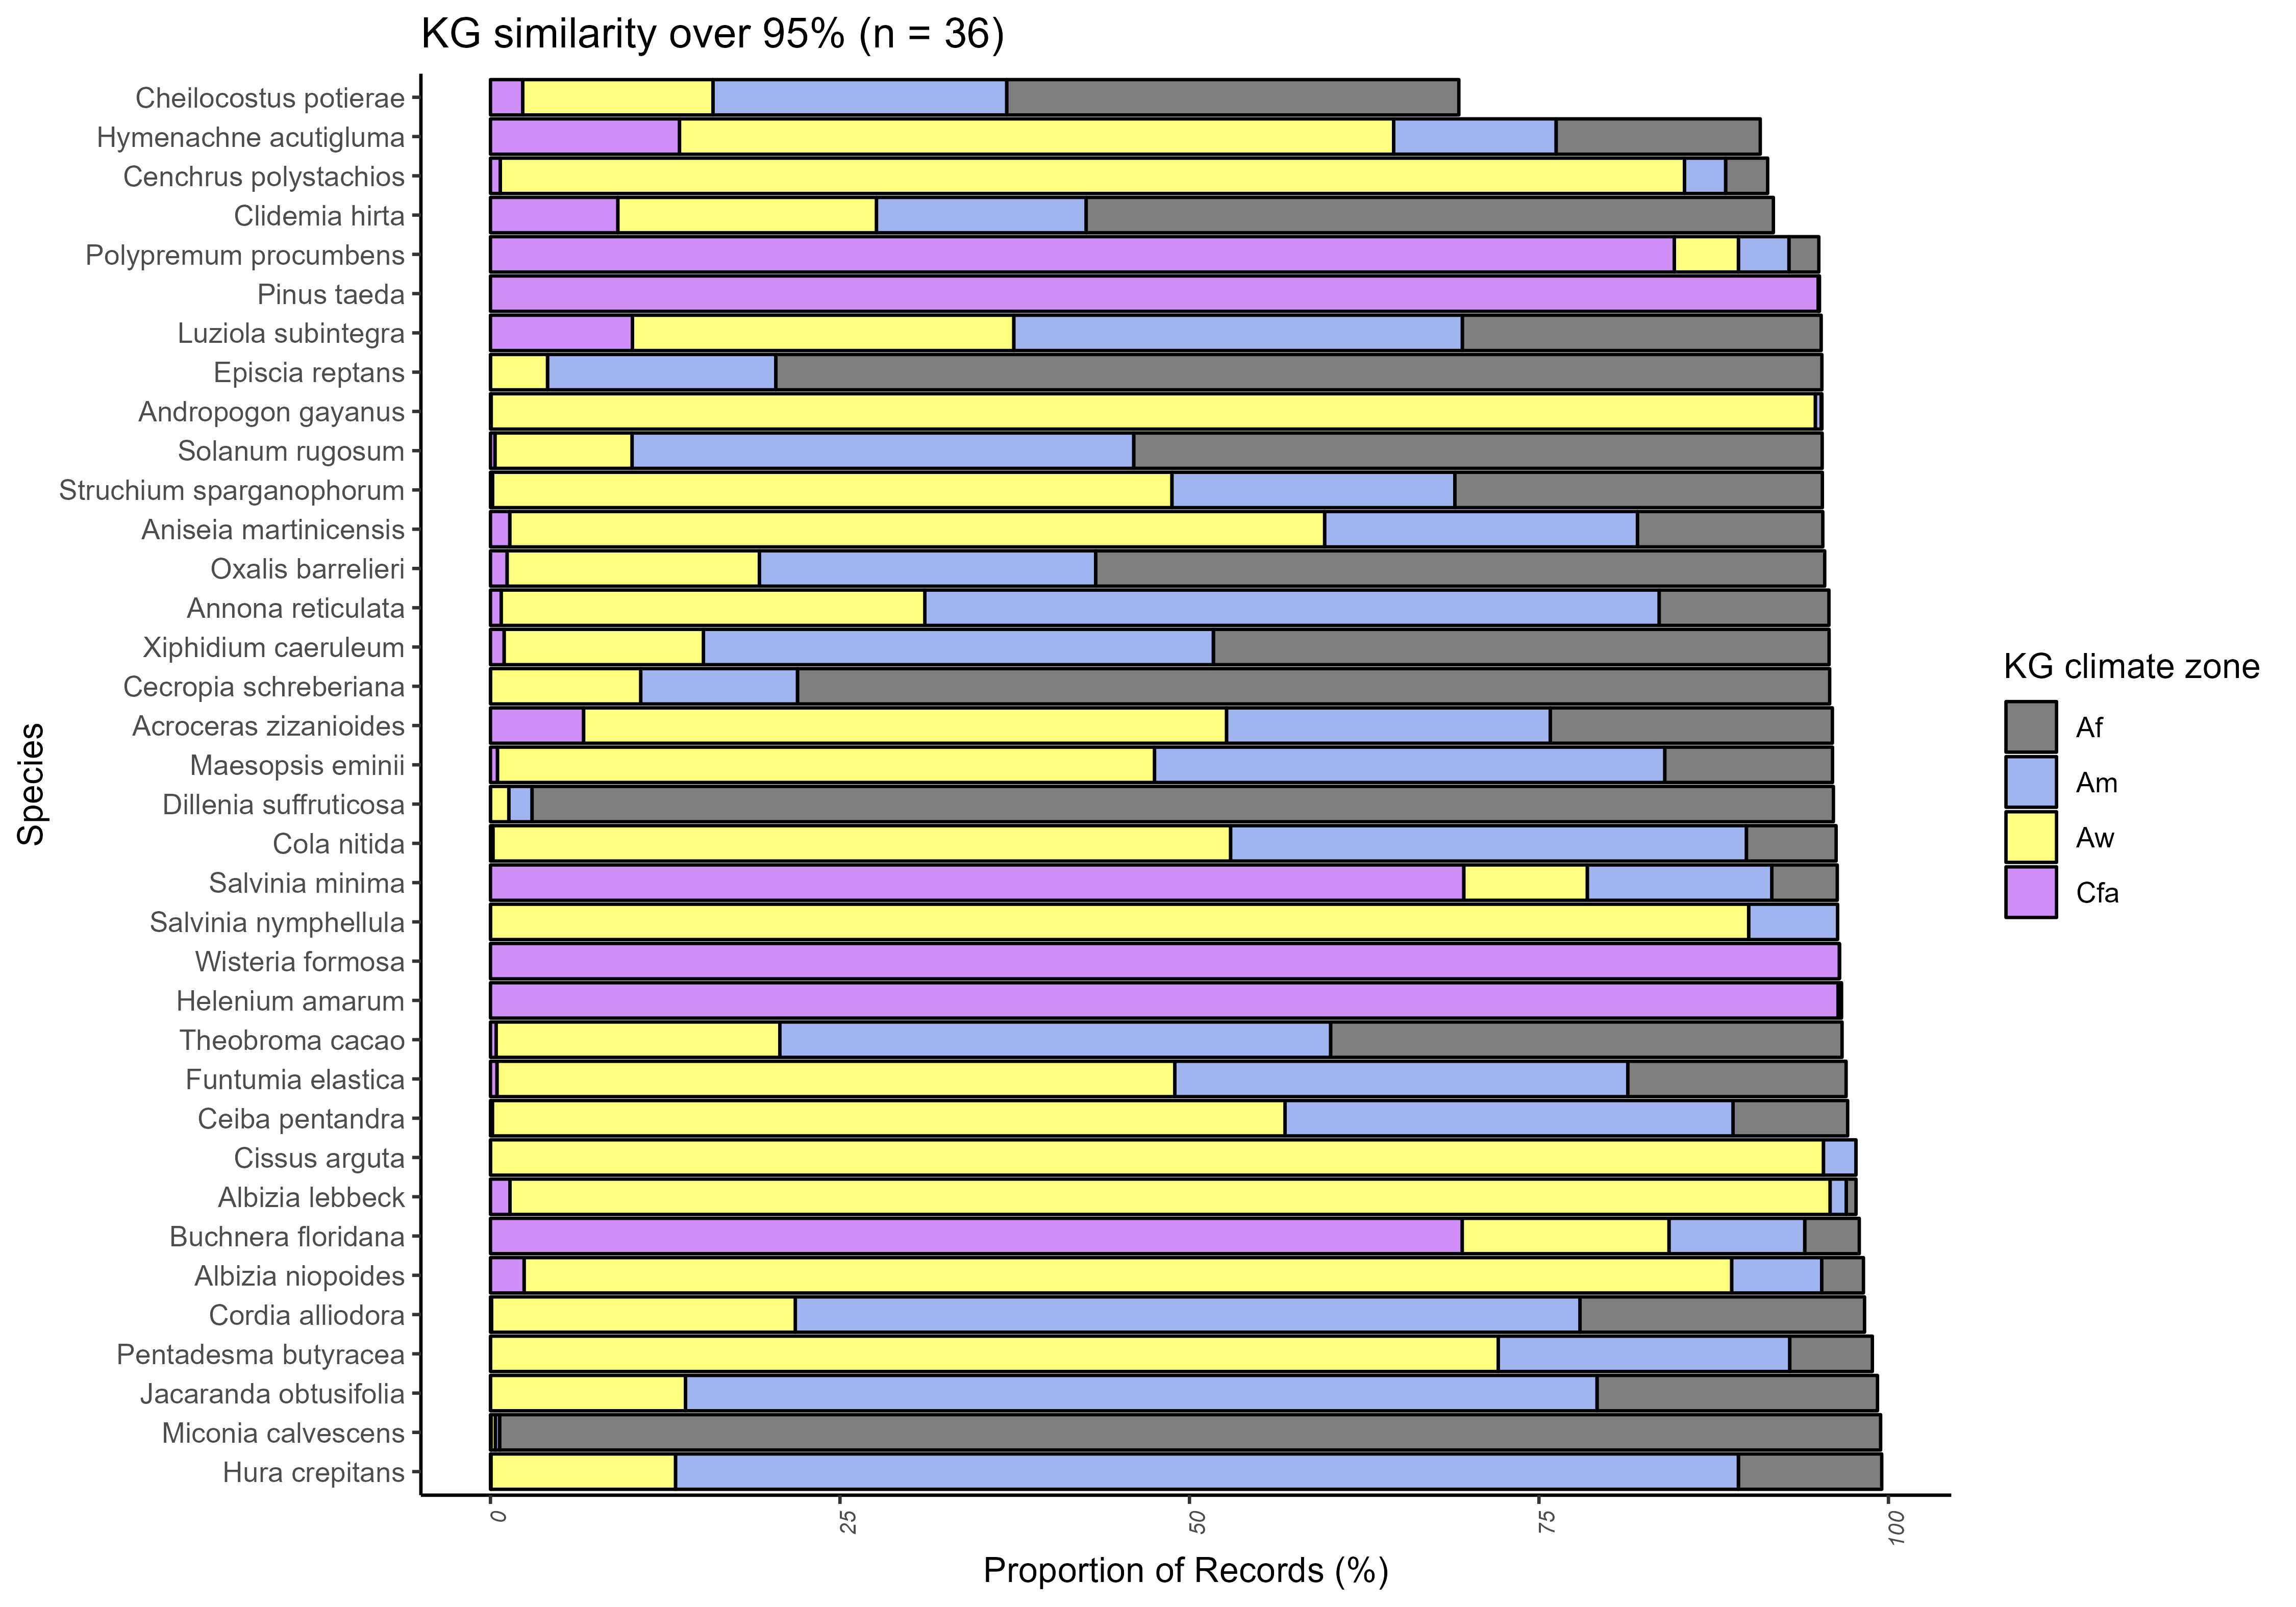 KG similarity over 95% (n = 36)
Species
Cheilocostus potierae
Hymenachne acutigluma
Cenchrus polystachios
Clidemia hirta
Polypremum procumbens
Pinus taeda
Luziola subintegra
Episcia reptans
Andropogon gayanus
Solanum rugosum
Struchium sparganophorum
Aniseia martinicensis
Oxalis barrelieri
Annona reticulata
Xiphidium caeruleum
Cecropia schreberiana
Acroceras zizanioides
Maesopsis eminii
Dillenia suffruticosa
Cola nitida
Salvinia minima
Salvinia nymphellula
Wisteria formosa
Helenium amarum
Theobroma cacao
Funtumia elastica
Ceiba pentandra
Cissus arguta
Albizia lebbeck
Buchnera floridana
Albizia niopoides
Cordia alliodora
Pentadesma butyracea
Jacaranda obtusifolia
Miconia calvescens
Hura crepitans
0
25
50
75
100
Proportion of Records (%)
KG climate zone
Af
Am
Aw
Cfa